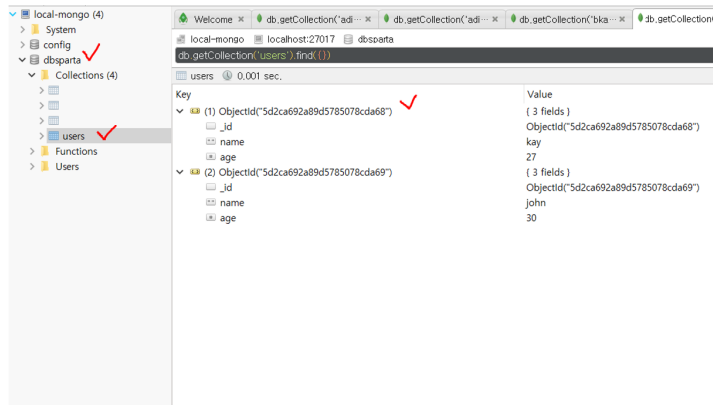 local-mongo (4)
System
config
dbsparta
Collections (4)
users
Functions
Users
Welcome × db.getCollection('adi··· × db.getCollection('adi··· × db.getCollection('bka··· × db.getCollection(
local-mongo localhost:27017 dbsparta
db.getCollection('users').find({})
users 0.001 sec.
Key Value
(1) ObjectId("5d2ca692a89d5785078cda68") { 3 fields }
_id ObjectId("5d2ca692a89d5785078cda68")
name kay
age 27
(2) ObjectId("5d2ca692a89d5785078cda69") { 3 fields }
_id ObjectId("5d2ca692a89d5785078cda69")
name john
age 30